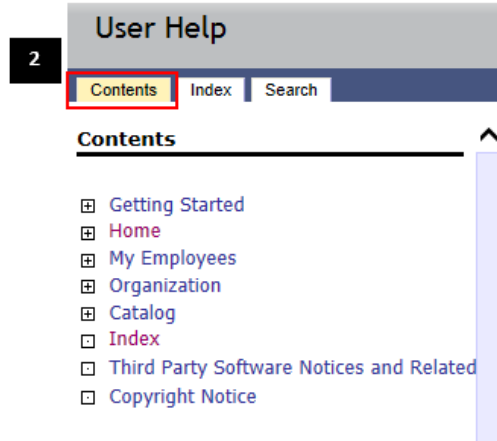 User Help
2
Contents Index Search
Contents
Getting Started
Home
My Employees
Organization
Catalog
Index
Third Party Software Notices and Related
Copyright Notice